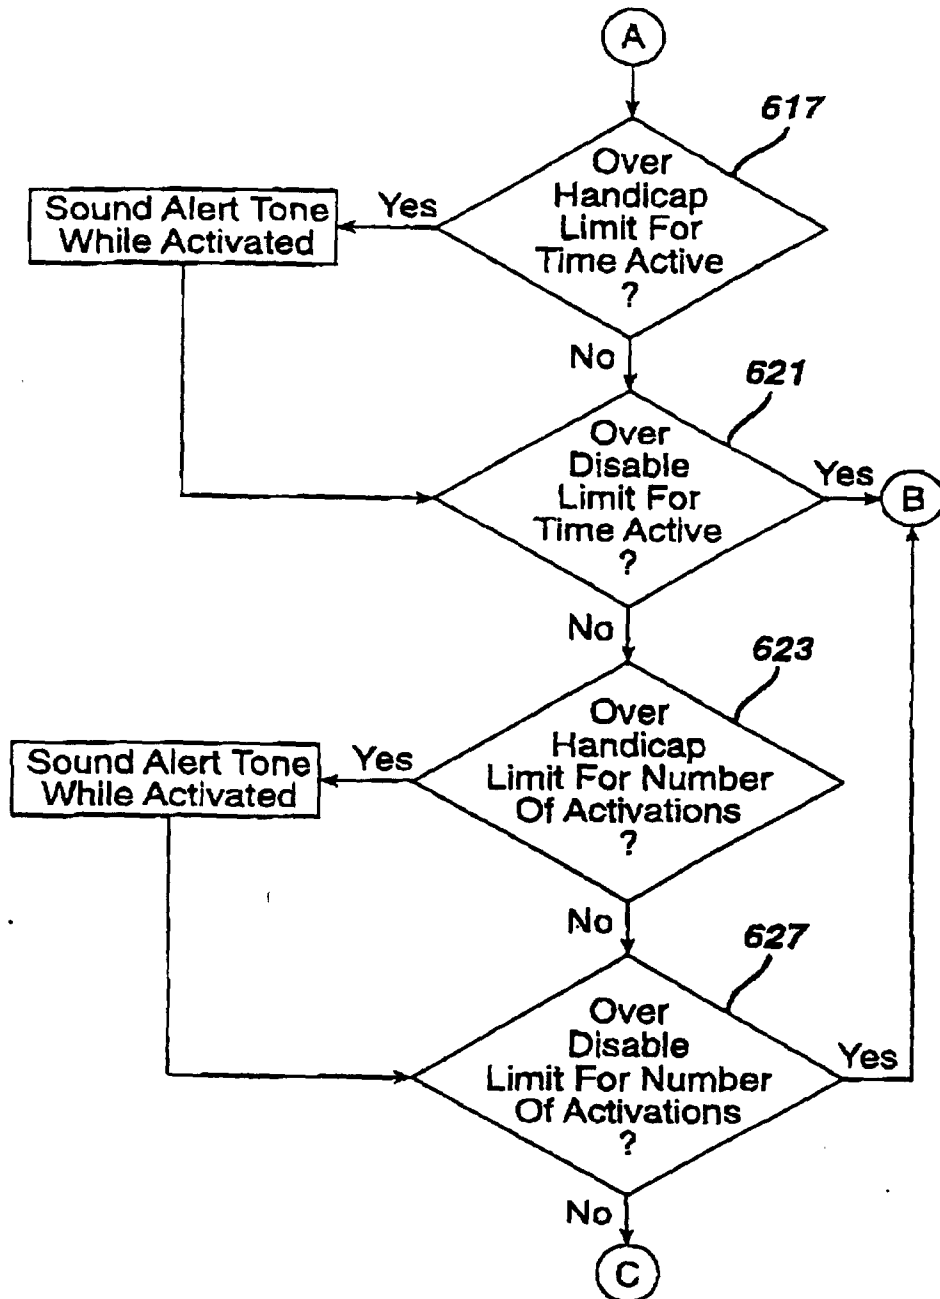 A
617
Over
Handicap
Limit For
Time Active
?
Yes
Sound Alert Tone
While Activated
No
621
Over
Disable
Limit For
Time Active
?
Yes
B
No
623
Over
Handicap
Limit For Number
Of Activations
?
Yes
Sound Alert Tone
While Activated
No
627
Over
Disable
Limit For Number
Of Activations
?
Yes
No
C